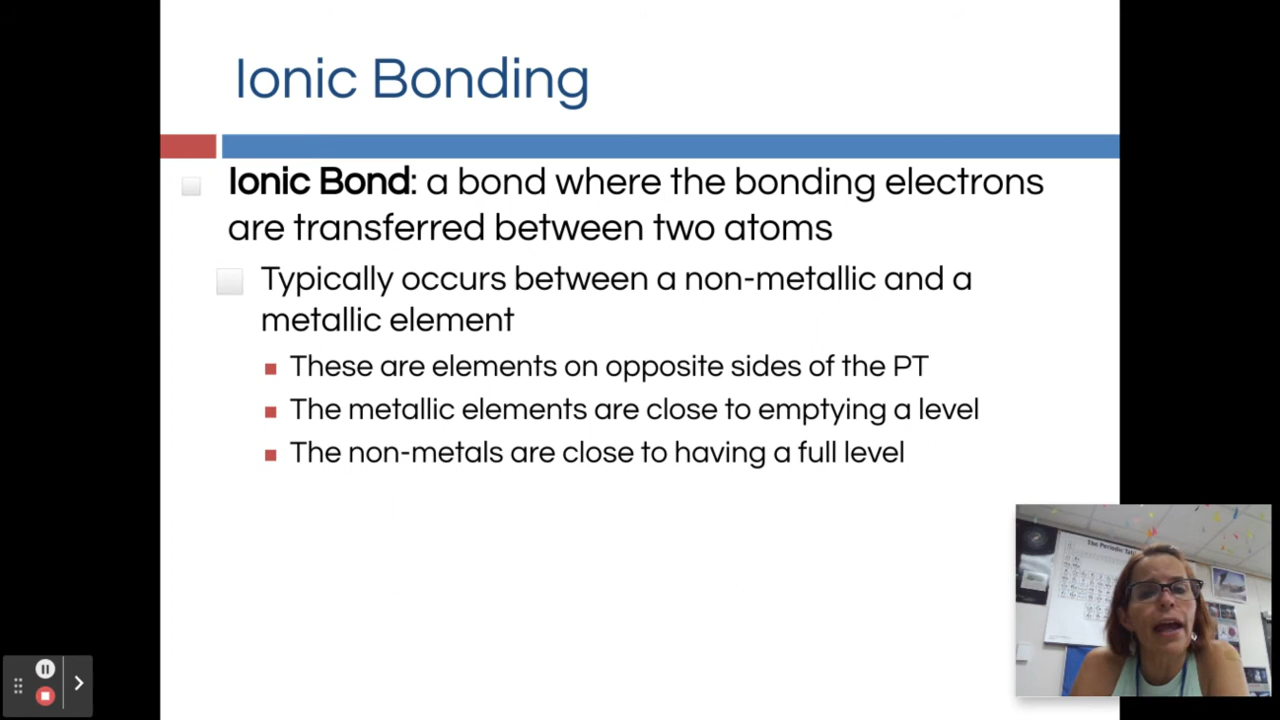 Ionic Bonding
Ionic Bond: a bond where the bonding electrons
are transferred between two atoms
Typically occurs between a non-metallic and a
metallic element
These are elements on opposite sides of the PT
The metallic elements are close to emptying a level
The non-metals are close to having a full level
The Periodic